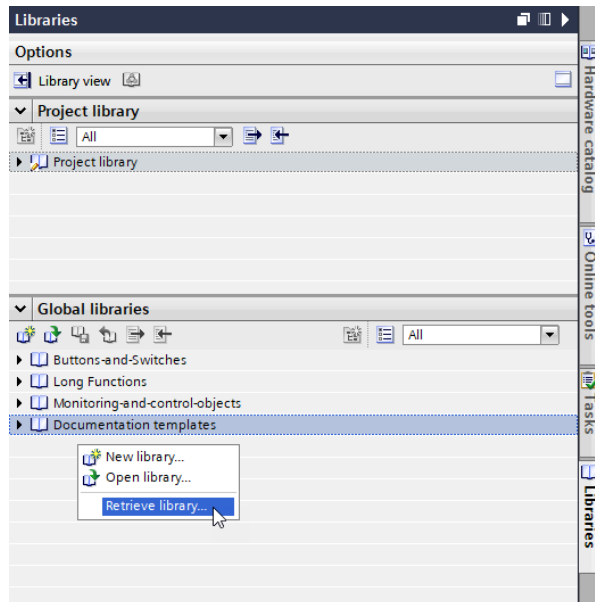 Libraries
Options
Library view
Project library
All
Project library
Global libraries
All
Buttons-and-Switches
Long Functions
Monitoring-and-control-objects
Documentation templates
New library...
Open library...
Retrieve library...
Hardware catalog
Online tools
Tasks
Libraries